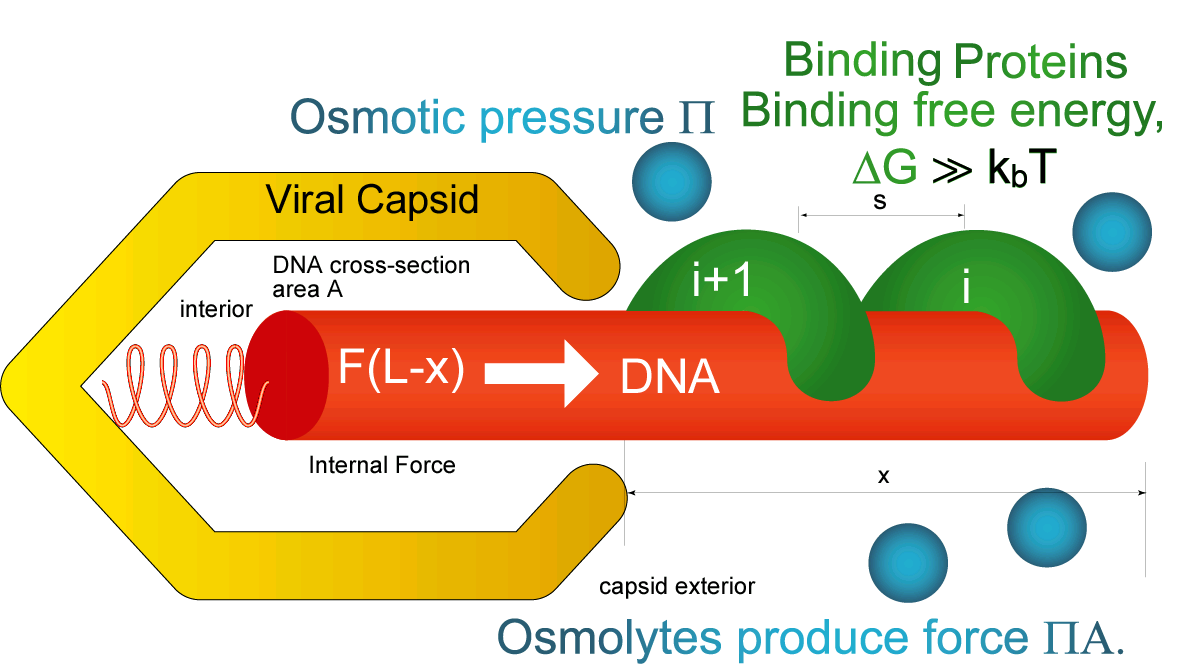 Binding Proteins
Binding free energy,
ΔG ≫ kbT
Osmotic pressure Π
s
Viral Capsid
DNA cross-section
area A
interior
i+1
i
F(L-x)
DNA
Internal Force
x
capsid exterior
Osmolytes produce force ΠA.